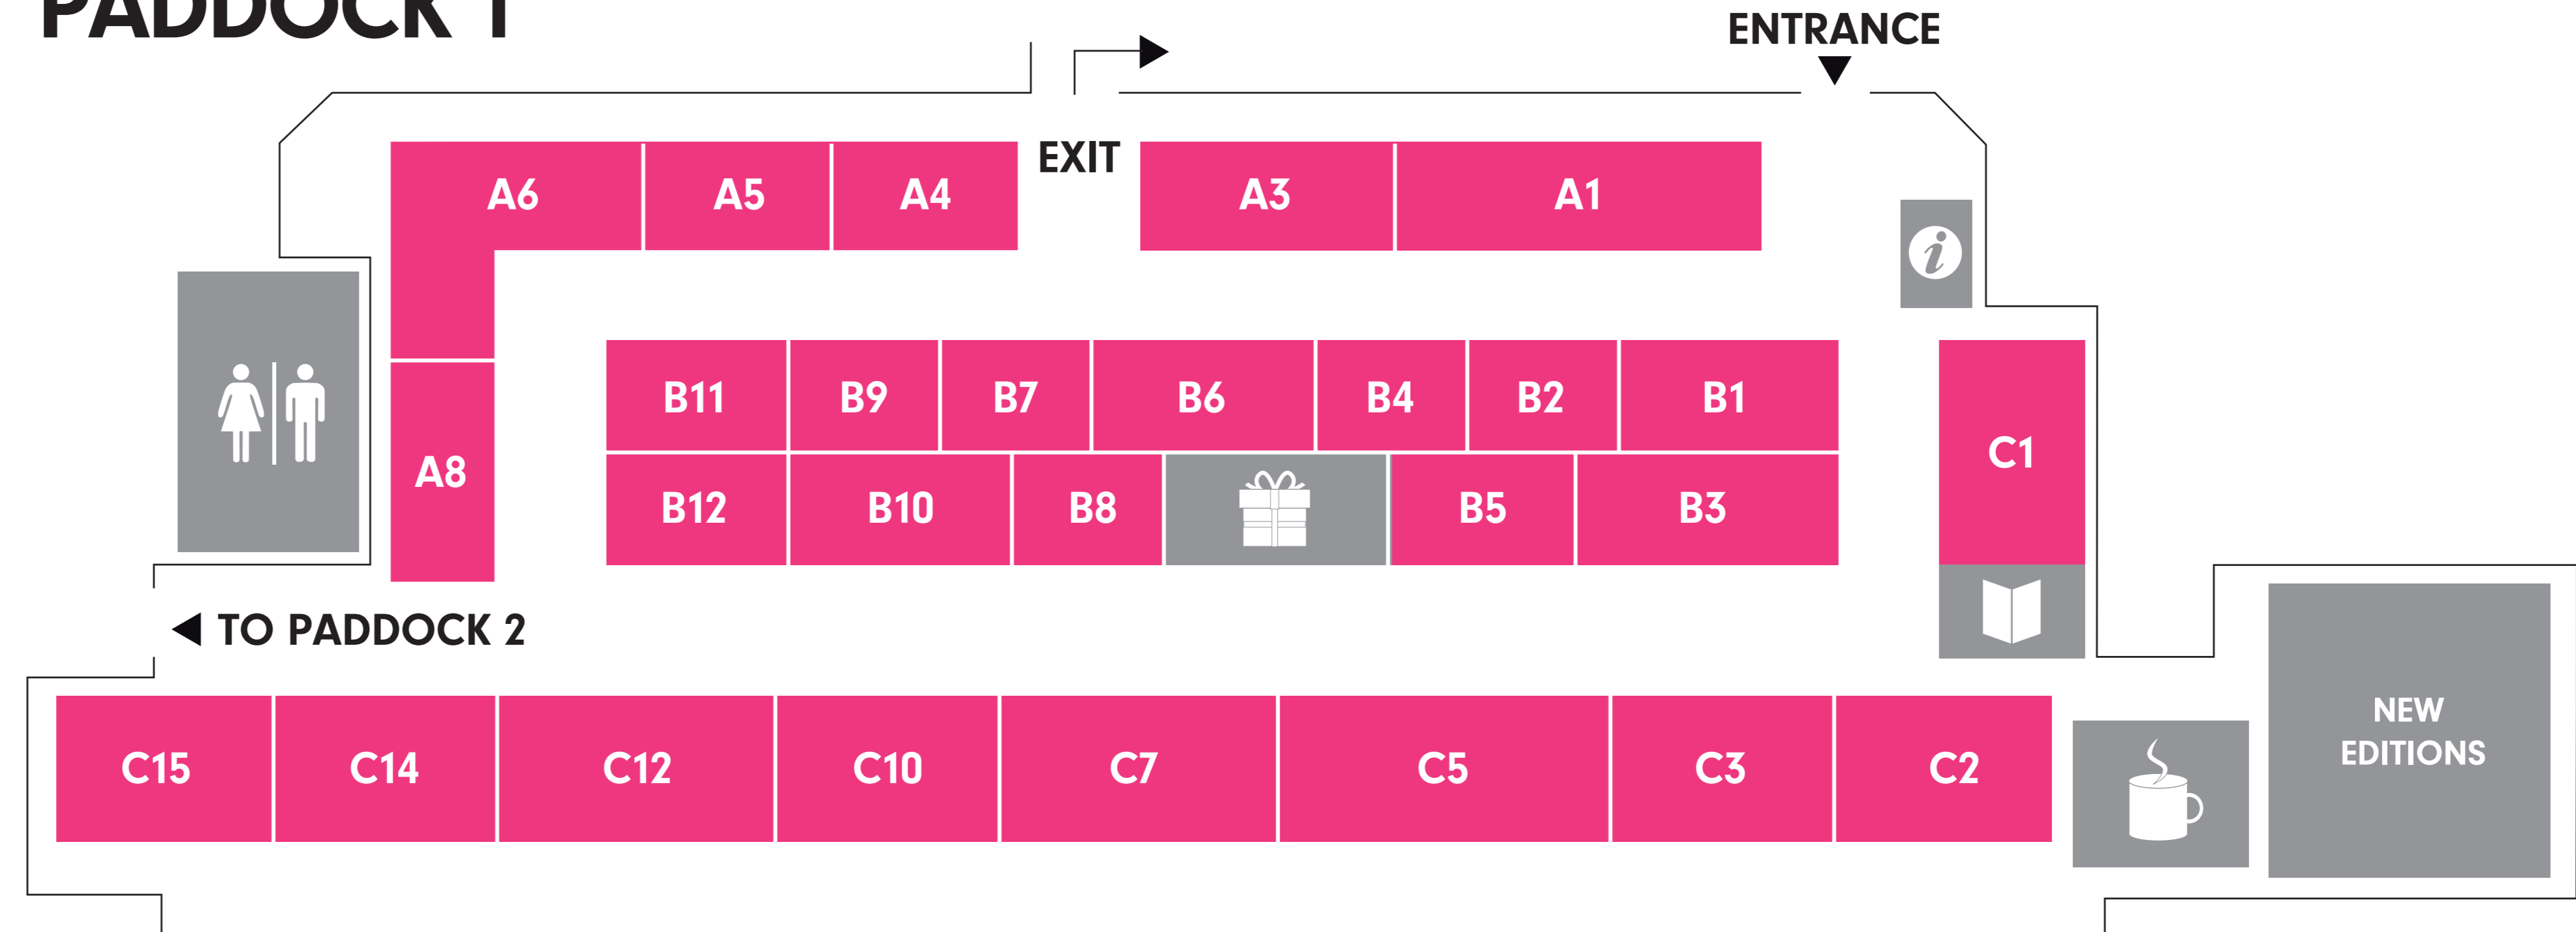 PADDOCK 1
ENTRANCE
EXIT
A6 A5 A4 A3 A1
i
B11 B9 B7 B6 B4 B2 B1
C1
A8
B12 B10 B8 B5 B3
TO PADDOCK 2
NEW
EDITIONS
C15 C14 C12 C10 C7 C5 C3 C2